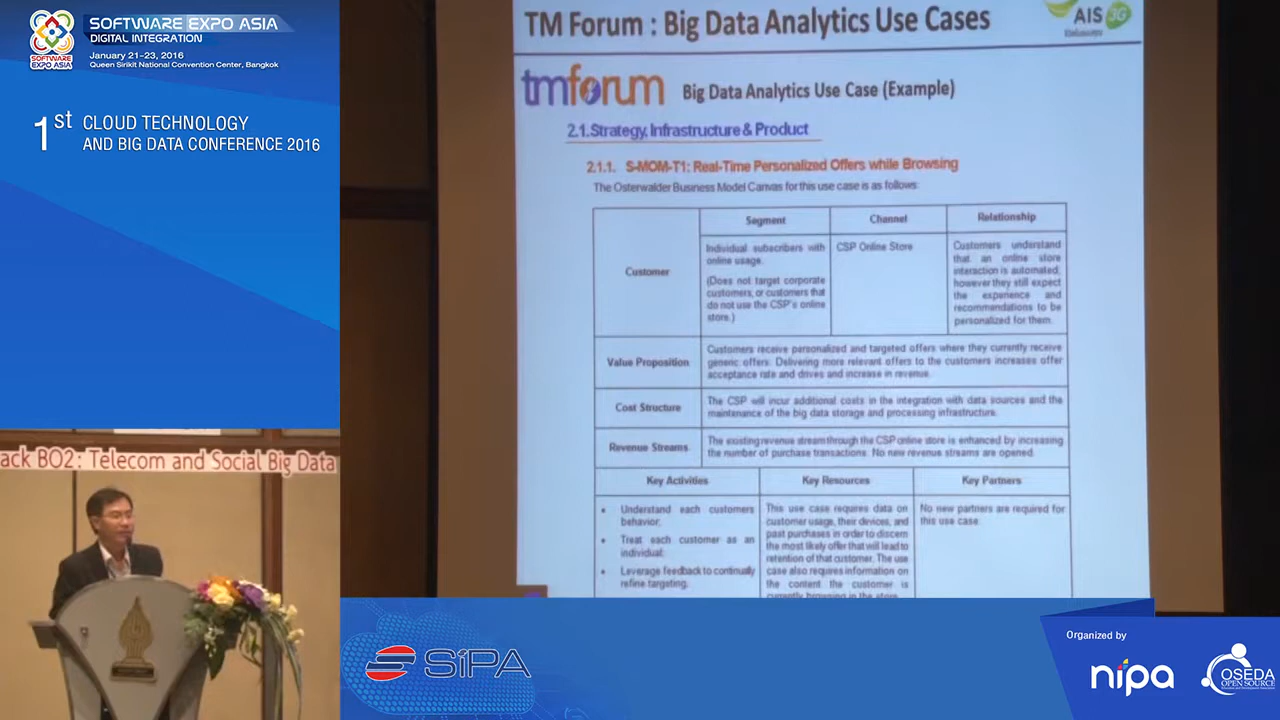 SOFTWARE EXPO ASIA
DIGITAL INTEGRATION
January 21-23, 2016
Queen Sirikit National Convention Center, Bangkok
SOFTWARE
EXPO ASIA
1st CLOUD TECHNOLOGY
AND BIG DATA CONFERENCE 2016
ack BO2: Telecom and Social Big Data
TM Forum : Big Data Analytics Use Cases
AIS 3G
tmforum
Big Data Analytics Use Case (Example)
2.1. Strategy, Infrastructure & Product
2.1.1. S-MOM-T1: Real-Time Personalized Offers while Browsing
The Osterwalder Business Model Canvas for this use case is as follows:
Customer
Segment
Individual subscribers with
online usage.
(Does not target corporate
customers, or customers that
do not use the CSP's online
store.)
Channel
CSP Online Store
Relationship
Customers understand
that an online store
interaction is automated,
however they still expect
the experience and
recommendations to be
personalized for them.
Value Proposition
Customers receive personalized and targeted offers where they currently receive
generic offers. Delivering more relevant offers to the customers increases offer
acceptance rate and drives and increase in revenue.
Cost Structure
The CSP will incur additional costs in the integration with data sources and the
maintenance of the big data storage and processing infrastructure.
Revenue Streams
The existing revenue stream through the CSP online store is enhanced by increasing
the number of purchase transactions. No new revenue streams are opened.
Key Activities
• Understand each customers
behavior;
• Treat each customer as an
individual;
• Leverage feedback to continually
refine targeting.
Key Resources
This use case requires data on
customer usage, their devices, and
past purchases in order to discern
the most likely offer that will lead to
retention of that customer. The use
case also requires information on
the content the customer is
currently browsing in the store
Key Partners
No new partners are required for
this use case
SiPA
Organized by
nipa
OSEDA
OPEN SOURCE